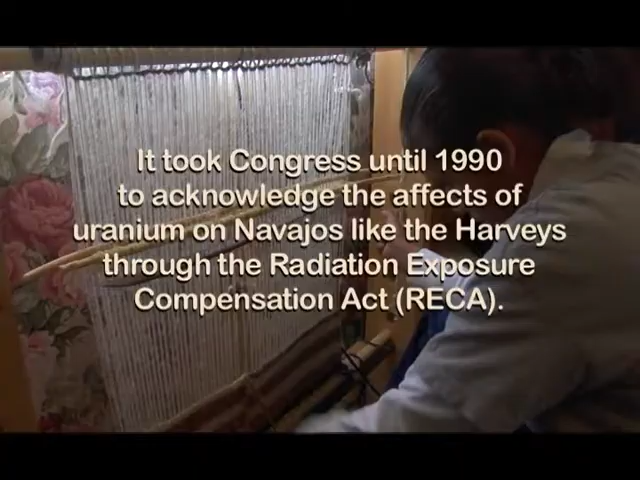 It took Congress until 1990
to acknowledge the affects of
uranium on Navajos like the Harveys
through the Radiation Exposure
Compensation Act (RECA).